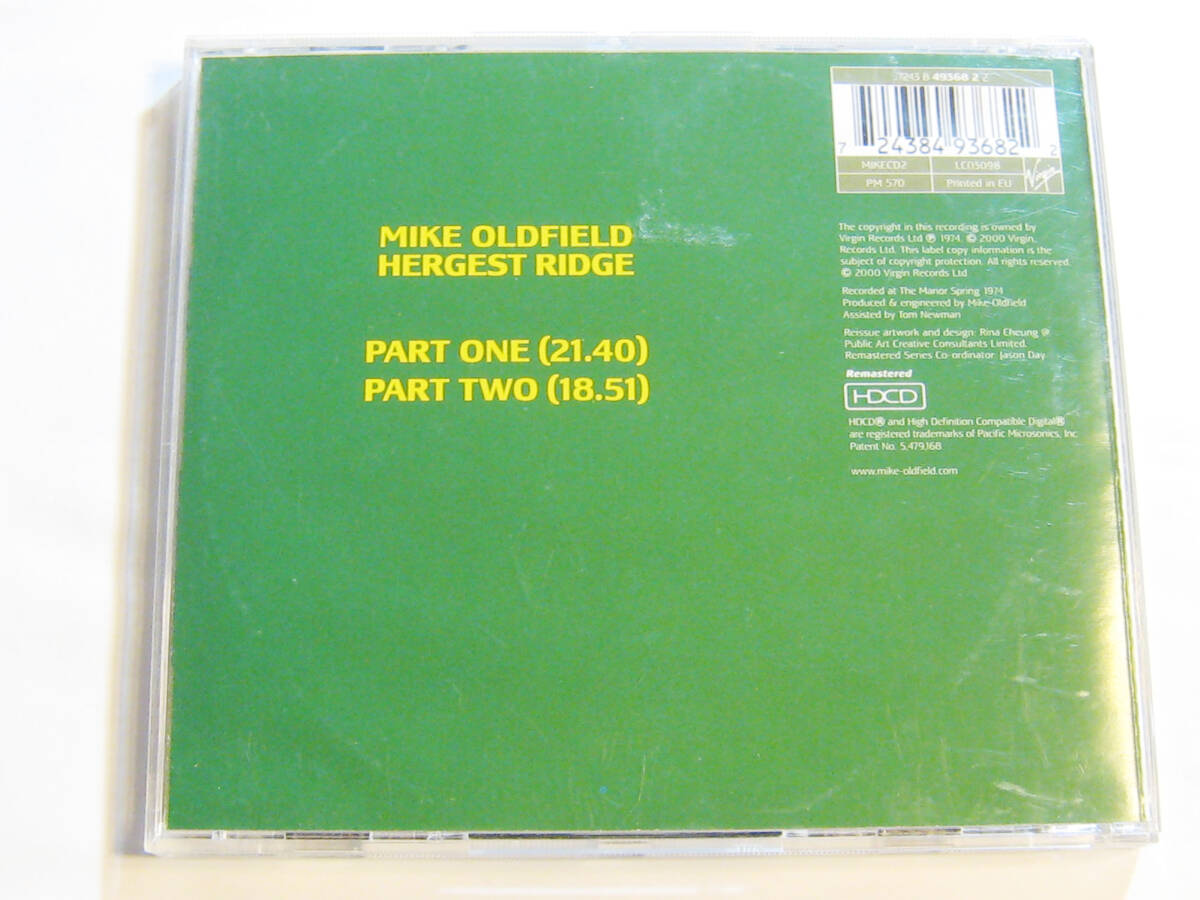 7243 8 49368 2 2
7 24384 93682 2
MIKECD2
LC03098
PM 570
Printed in EU
Virgin
MIKE OLDFIELD
HERGEST RIDGE
PART ONE (21.40)
PART TWO (18.51)
The copyright in this recording is owned by
Virgin Records Ltd ℗ 1974. © 2000 Virgin
Records Ltd. This label copy information is the
subject of copyright protection. All rights reserved.
© 2000 Virgin Records Ltd
Recorded at The Manor Spring 1974
Produced & engineered by Mike Oldfield
Assisted by Tom Newman
Reissue artwork and design: Rina Cheung @
Public Art Creative Consultants Limited.
Remastered Series Co-ordinator: Jason Day
Remastered
HDCD
HDCD® and High Definition Compatible Digital®
are registered trademarks of Pacific Microsonics, Inc
Patent No. 5,479,168
www.mike-oldfield.com